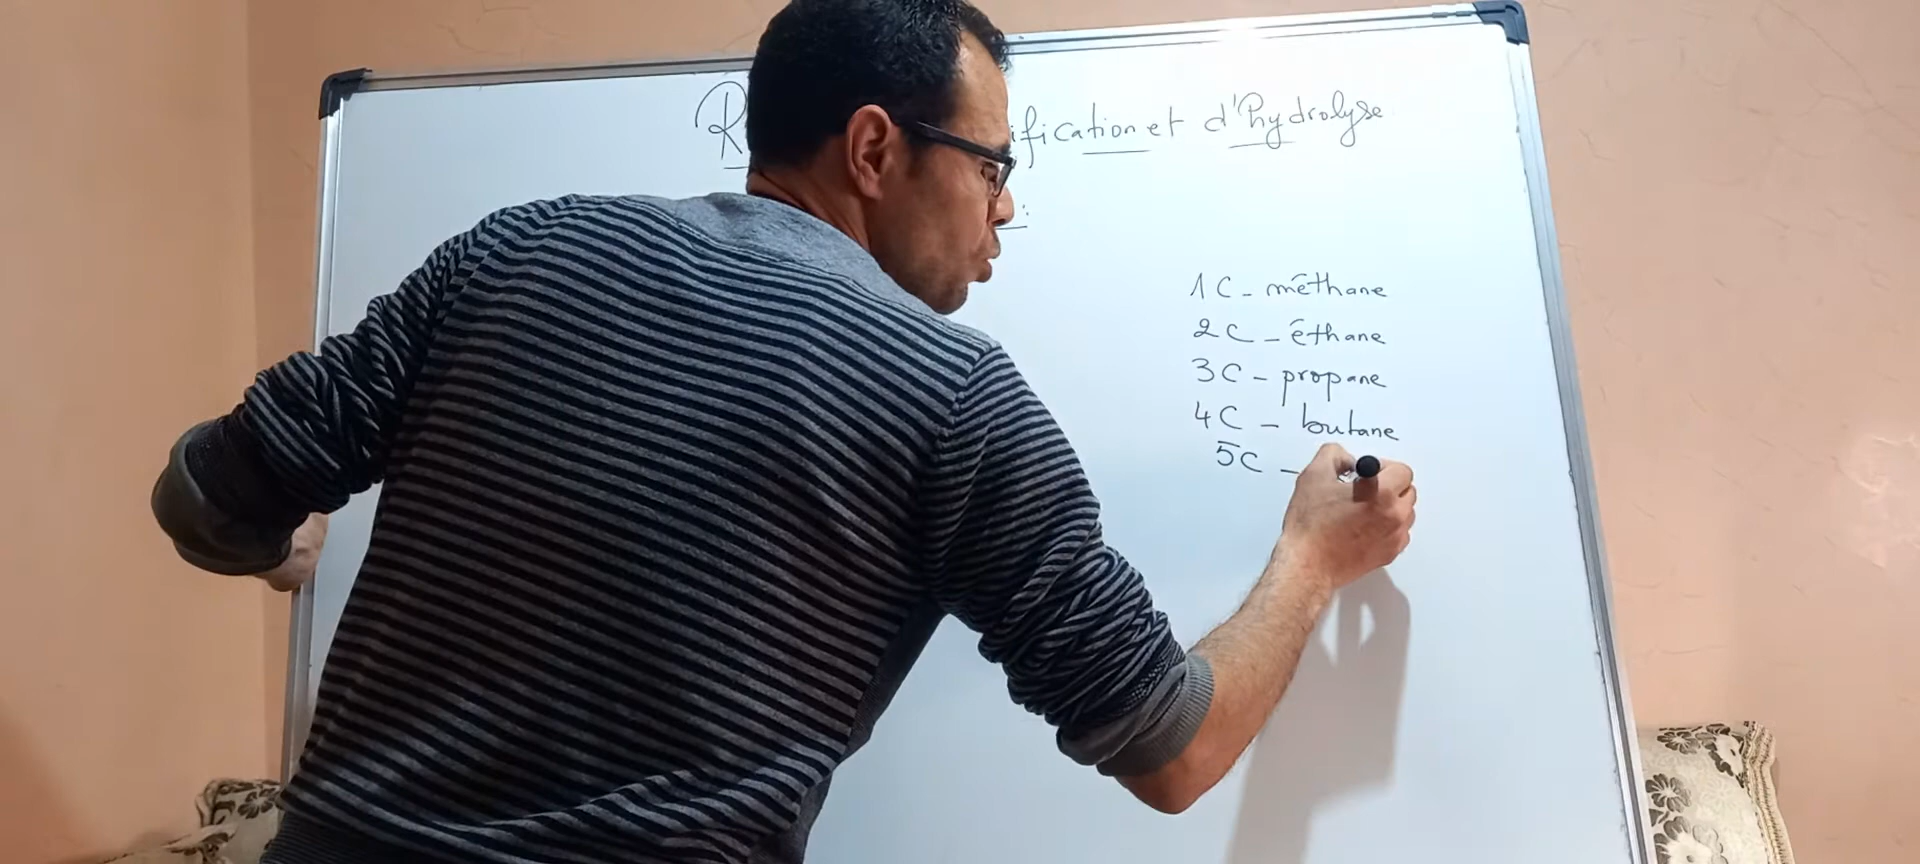 R ification et d'hydrolyse
:
1C - méthane
2C - éthane
3C - propane
4C - butane
5C -